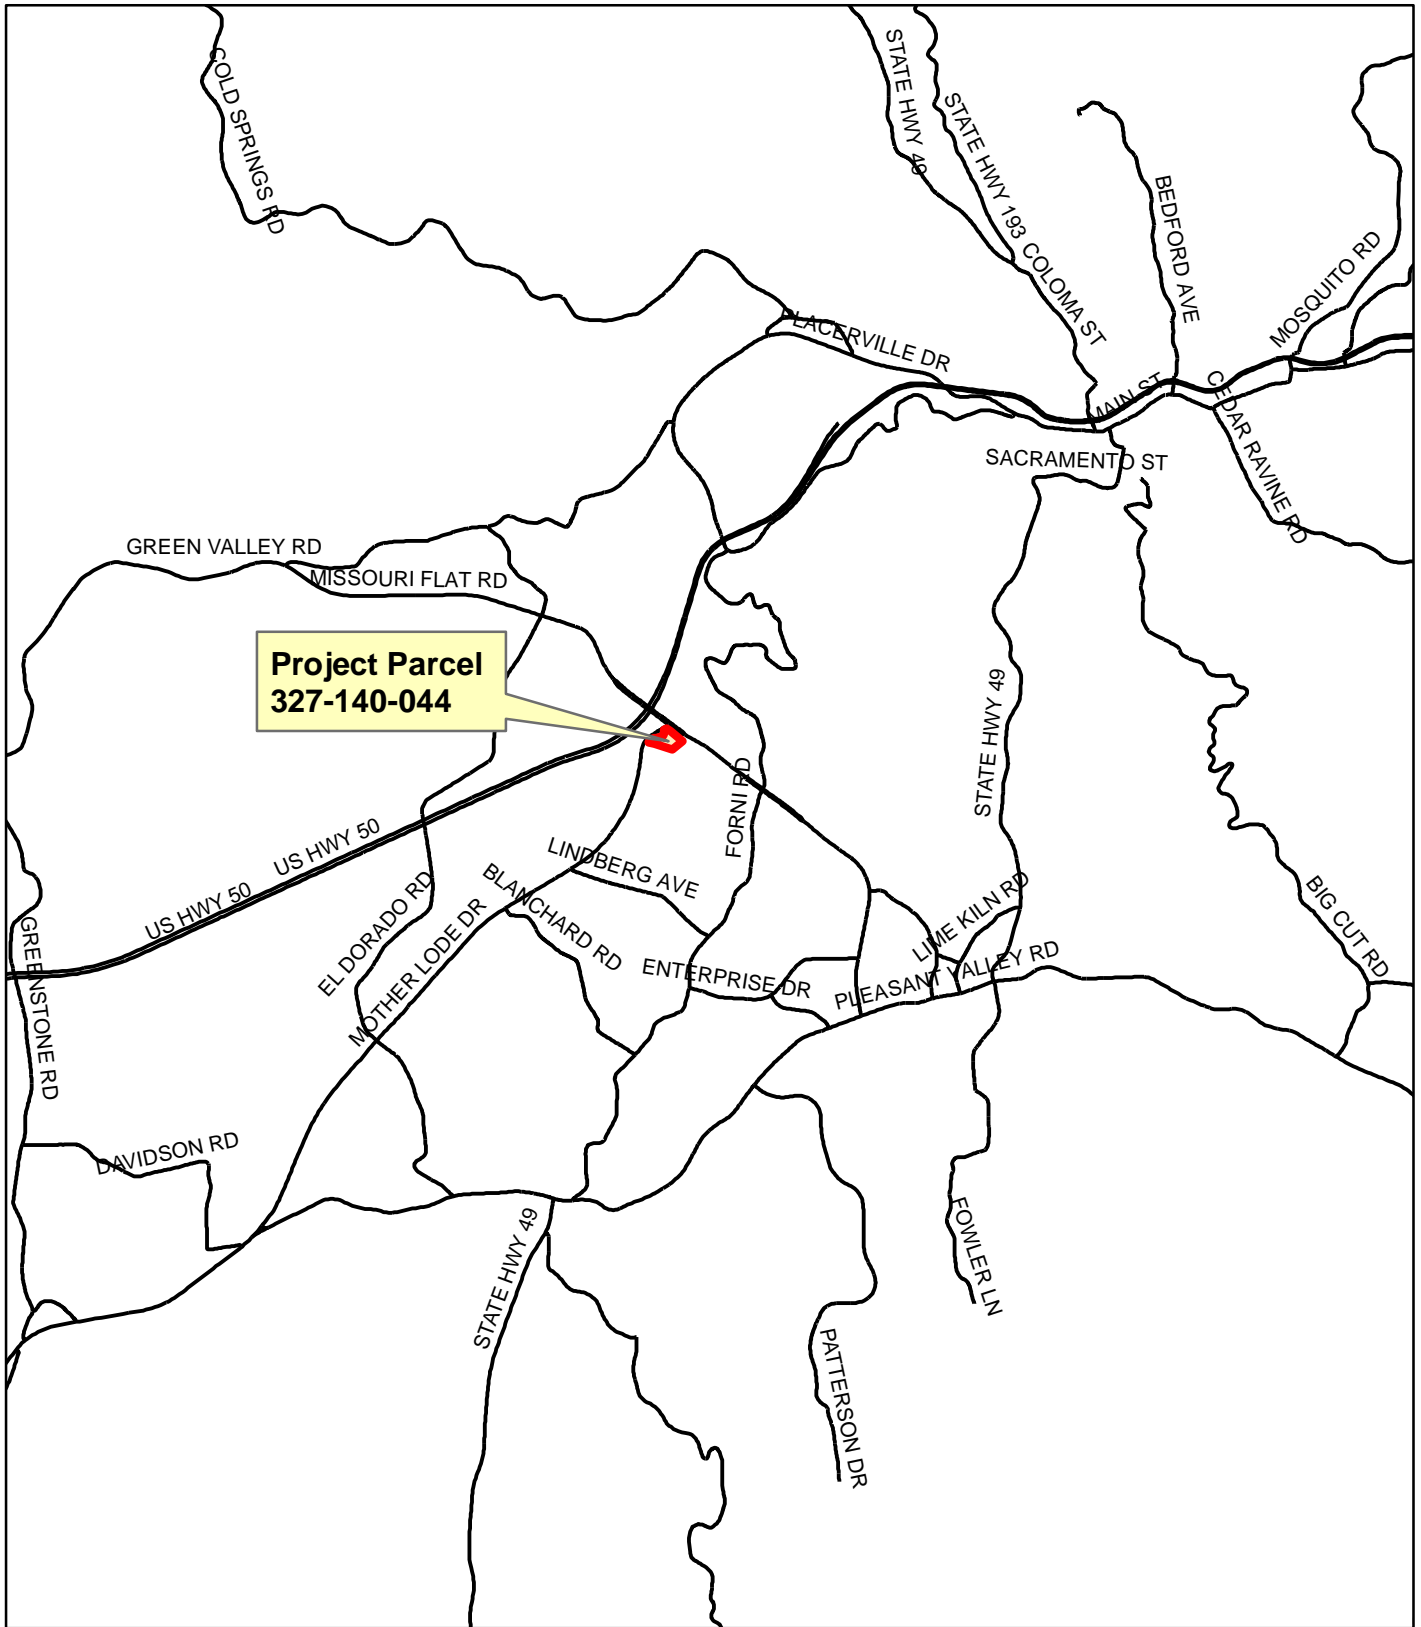 COLD SPRINGS RD
STATE HWY 49
STATE HWY 193
COLOMA ST
BEDFORD AVE
MOSQUITO RD
PLACERVILLE DR
MAIN ST
CEDAR RAVINE RD
SACRAMENTO ST
GREEN VALLEY RD
MISSOURI FLAT RD
Project Parcel
327-140-044
STATE HWY 49
FORNI RD
US HWY 50
US HWY 50
LINDBERG AVE
BLANCHARD RD
EL DORADO RD
MOTHER LODE DR
LIME KILN RD
BIG CUT RD
GREENSTONE RD
ENTERPRISE DR
PLEASANT VALLEY RD
DAVIDSON RD
STATE HWY 49
FOWLER LN
PATTERSON DR